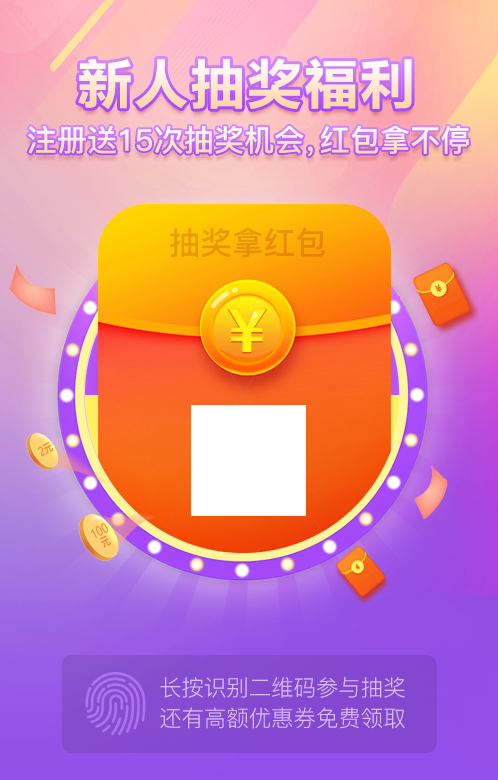 新人抽奖福利
注册送15次抽奖机会,红包拿不停
抽奖拿红包
¥
2元
100元
长按识别二维码参与抽奖
还有高额优惠券免费领取